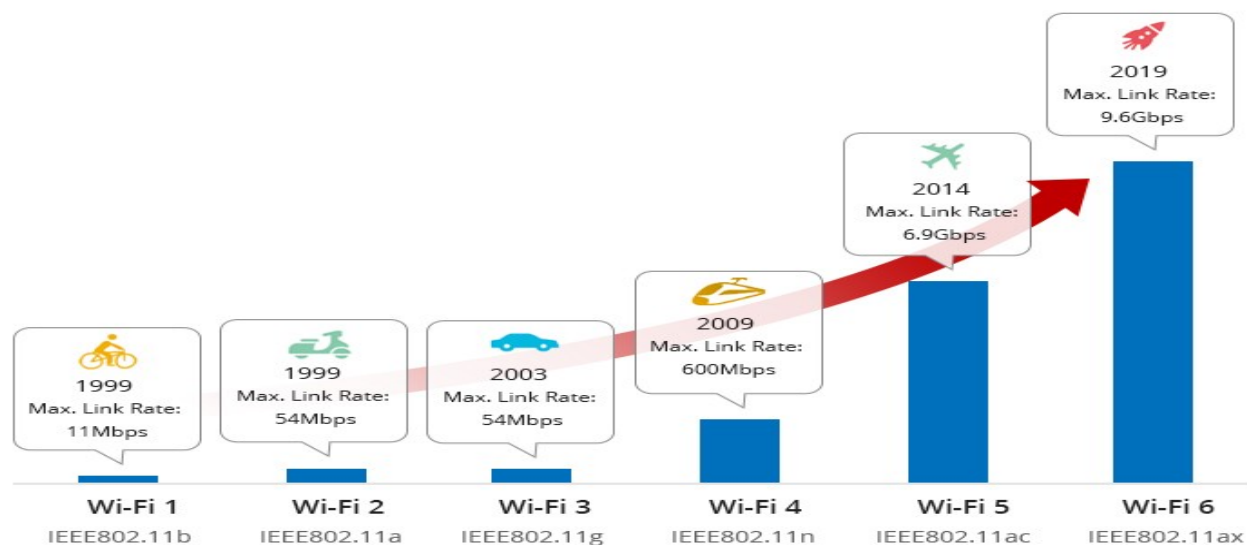 1999
Max. Link Rate:
11Mbps
1999
Max. Link Rate:
54Mbps
2003
Max. Link Rate:
54Mbps
2009
Max. Link Rate:
600Mbps
2014
Max. Link Rate:
6.9Gbps
2019
Max. Link Rate:
9.6Gbps
Wi-Fi 1
IEEE802.11b
Wi-Fi 2
IEEE802.11a
Wi-Fi 3
IEEE802.11g
Wi-Fi 4
IEEE802.11n
Wi-Fi 5
IEEE802.11ac
Wi-Fi 6
IEEE802.11ax